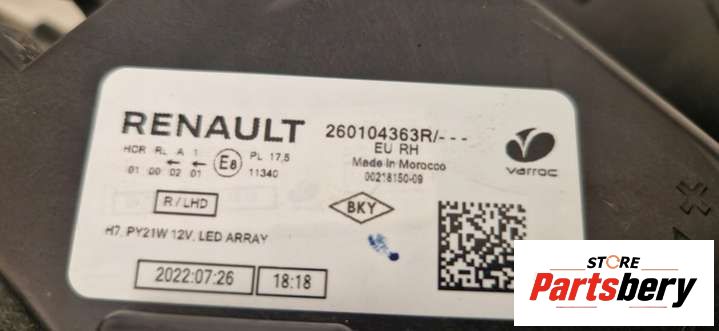 RENAULT 260104363R/---
EU RH
HCR RL A 1 E8 PL 17,5
Made in Morocco
01 00 02 01 11340
00218150-09
varroc
R/LHD
BKY
H7, PY21W 12V, LED ARRAY
2022:07:26 18:18
STORE
Partsbery